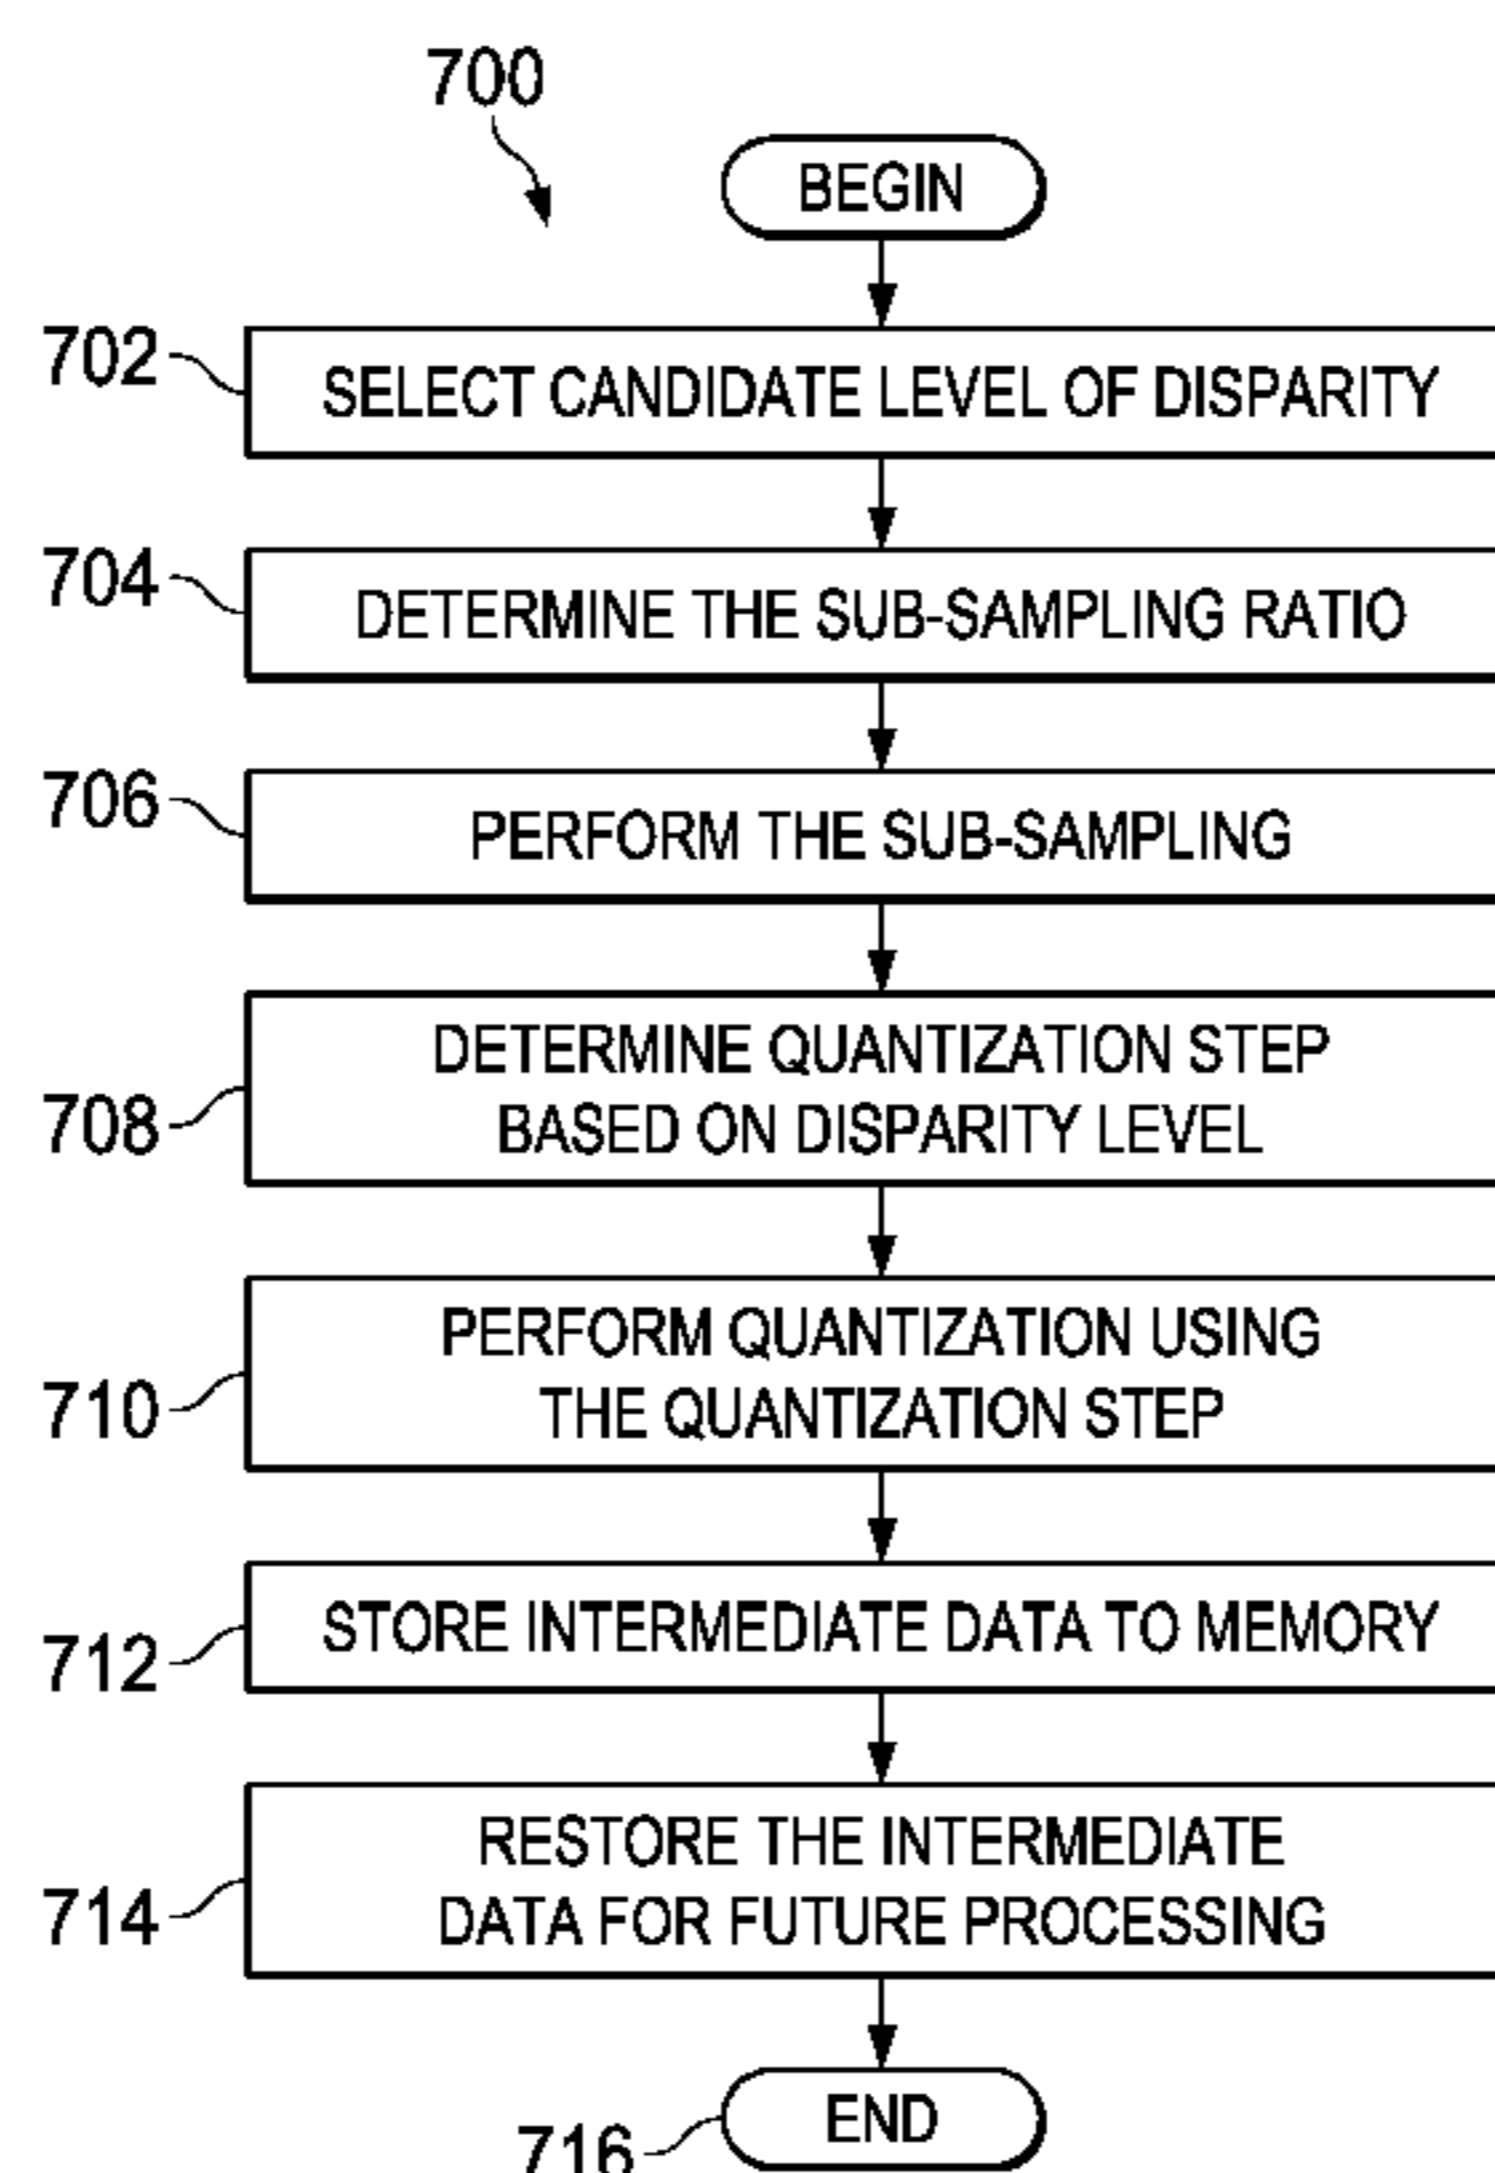 700
BEGIN
702
SELECT CANDIDATE LEVEL OF DISPARITY
704
DETERMINE THE SUB-SAMPLING RATIO
706
PERFORM THE SUB-SAMPLING
708
DETERMINE QUANTIZATION STEP
BASED ON DISPARITY LEVEL
710
PERFORM QUANTIZATION USING
THE QUANTIZATION STEP
712
STORE INTERMEDIATE DATA TO MEMORY
714
RESTORE THE INTERMEDIATE
DATA FOR FUTURE PROCESSING
716
END